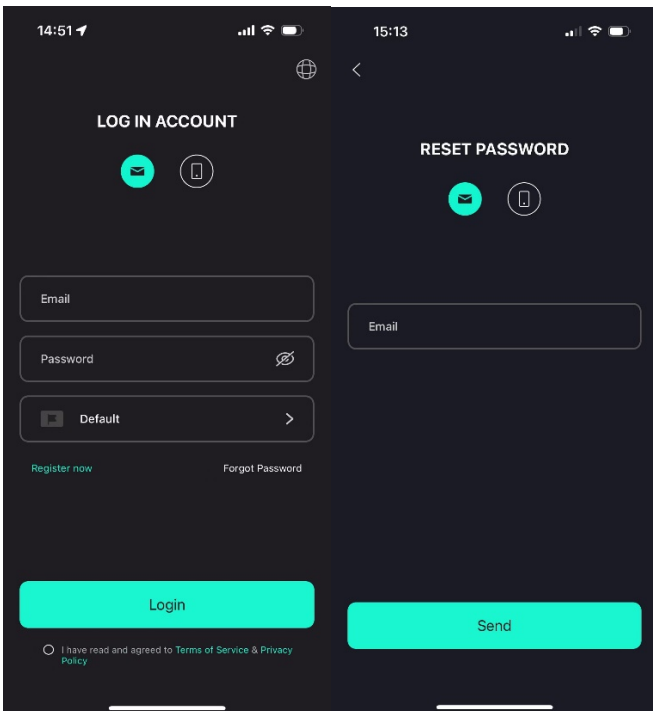 14:51
LOG IN ACCOUNT
Email
Password
Default
Register now
Forgot Password
Login
I have read and agreed to Terms of Service & Privacy
Policy
15:13
RESET PASSWORD
Email
Send